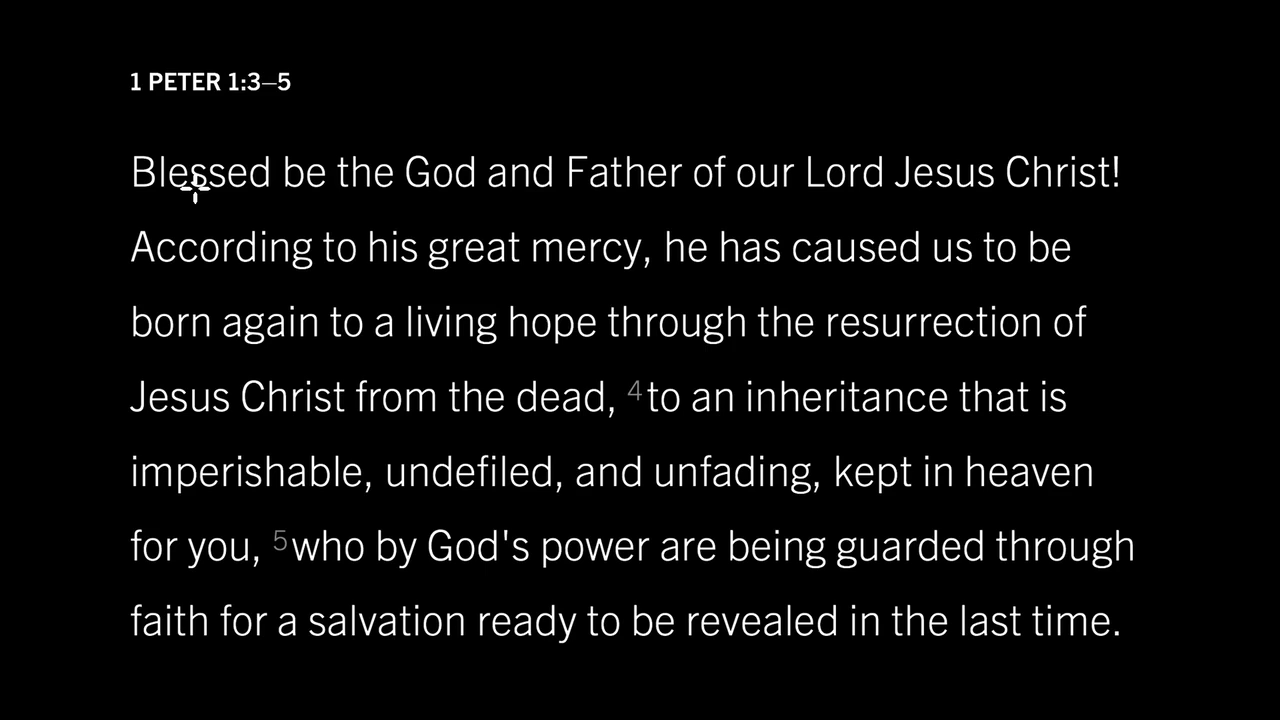 1 PETER 1:3–5
Blessed be the God and Father of our Lord Jesus Christ!
According to his great mercy, he has caused us to be
born again to a living hope through the resurrection of
Jesus Christ from the dead, 4 to an inheritance that is
imperishable, undefiled, and unfading, kept in heaven
for you, 5 who by God's power are being guarded through
faith for a salvation ready to be revealed in the last time.